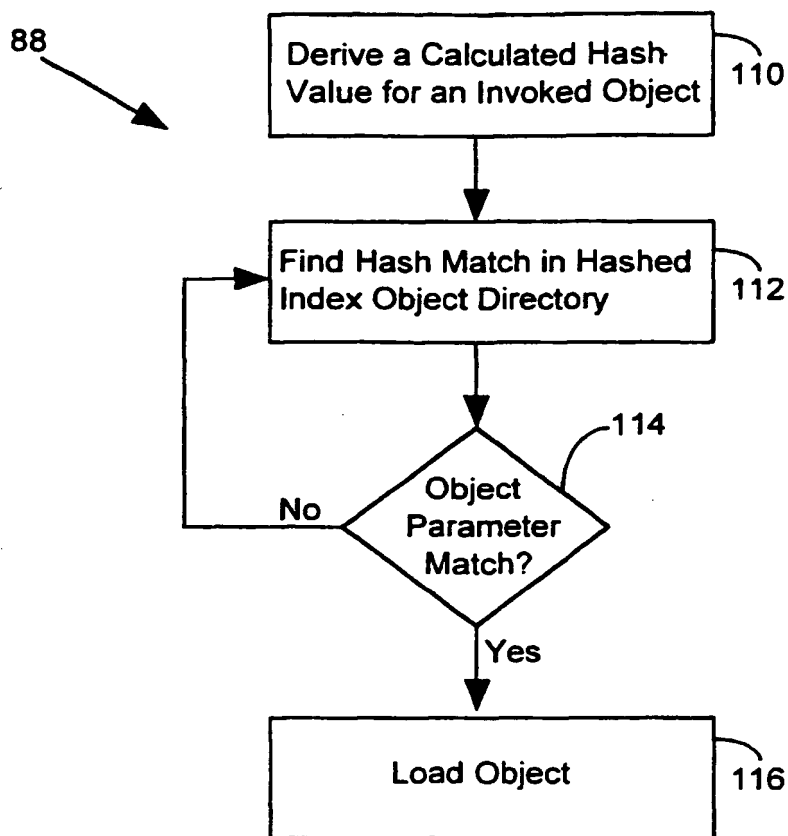 88
Derive a Calculated Hash
Value for an Invoked Object
110
Find Hash Match in Hashed
Index Object Directory
112
114
Object
Parameter
Match?
No
Yes
Load Object
116